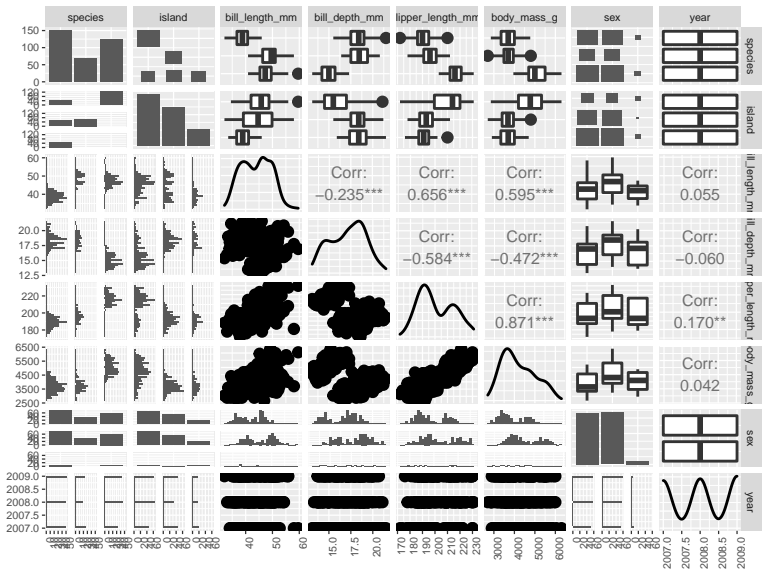 species island bill_length_mm bill_depth_mm lipper_length_mm body_mass_g sex year
150
100
50
0
species
120
island
60
50
40
Corr: Corr: Corr: Corr:
−0.235*** 0.656*** 0.595*** 0.055
ill_length_m
20.0
17.5
15.0
12.5
Corr: Corr: Corr:
−0.584*** −0.472*** −0.060
ill_depth_m
220
200
180
Corr: Corr:
0.871*** 0.170**
per_length_
6500
5500
4500
3500
2500
Corr:
0.042
ody_mass_
sex
2009.0
2008.5
2008.0
2007.5
2007.0
year
40 50 60 15.0 17.5 20.0 170 180 190 200 210 220 230 3000 4000 5000 6000 2007.0 2007.5 2008.0 2008.5 2009.0